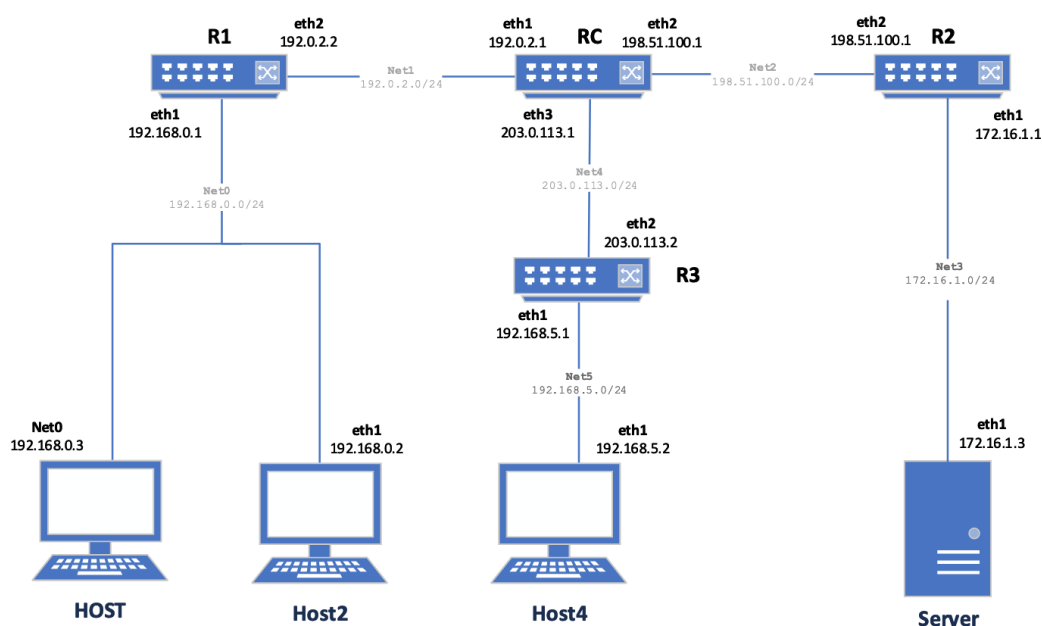 R1
eth2
192.0.2.2
eth1
192.0.2.1
RC
eth2
198.51.100.1
eth2
198.51.100.1
R2
Net1
192.0.2.0/24
Net2
198.51.100.0/24
eth1
192.168.0.1
eth3
203.0.113.1
eth1
172.16.1.1
Net0
192.168.0.0/24
Net4
203.0.113.0/24
eth2
203.0.113.2
R3
Net3
172.16.1.0/24
eth1
192.168.5.1
Net5
192.168.5.0/24
Net0
192.168.0.3
eth1
192.168.0.2
eth1
192.168.5.2
eth1
172.16.1.3
HOST
Host2
Host4
Server